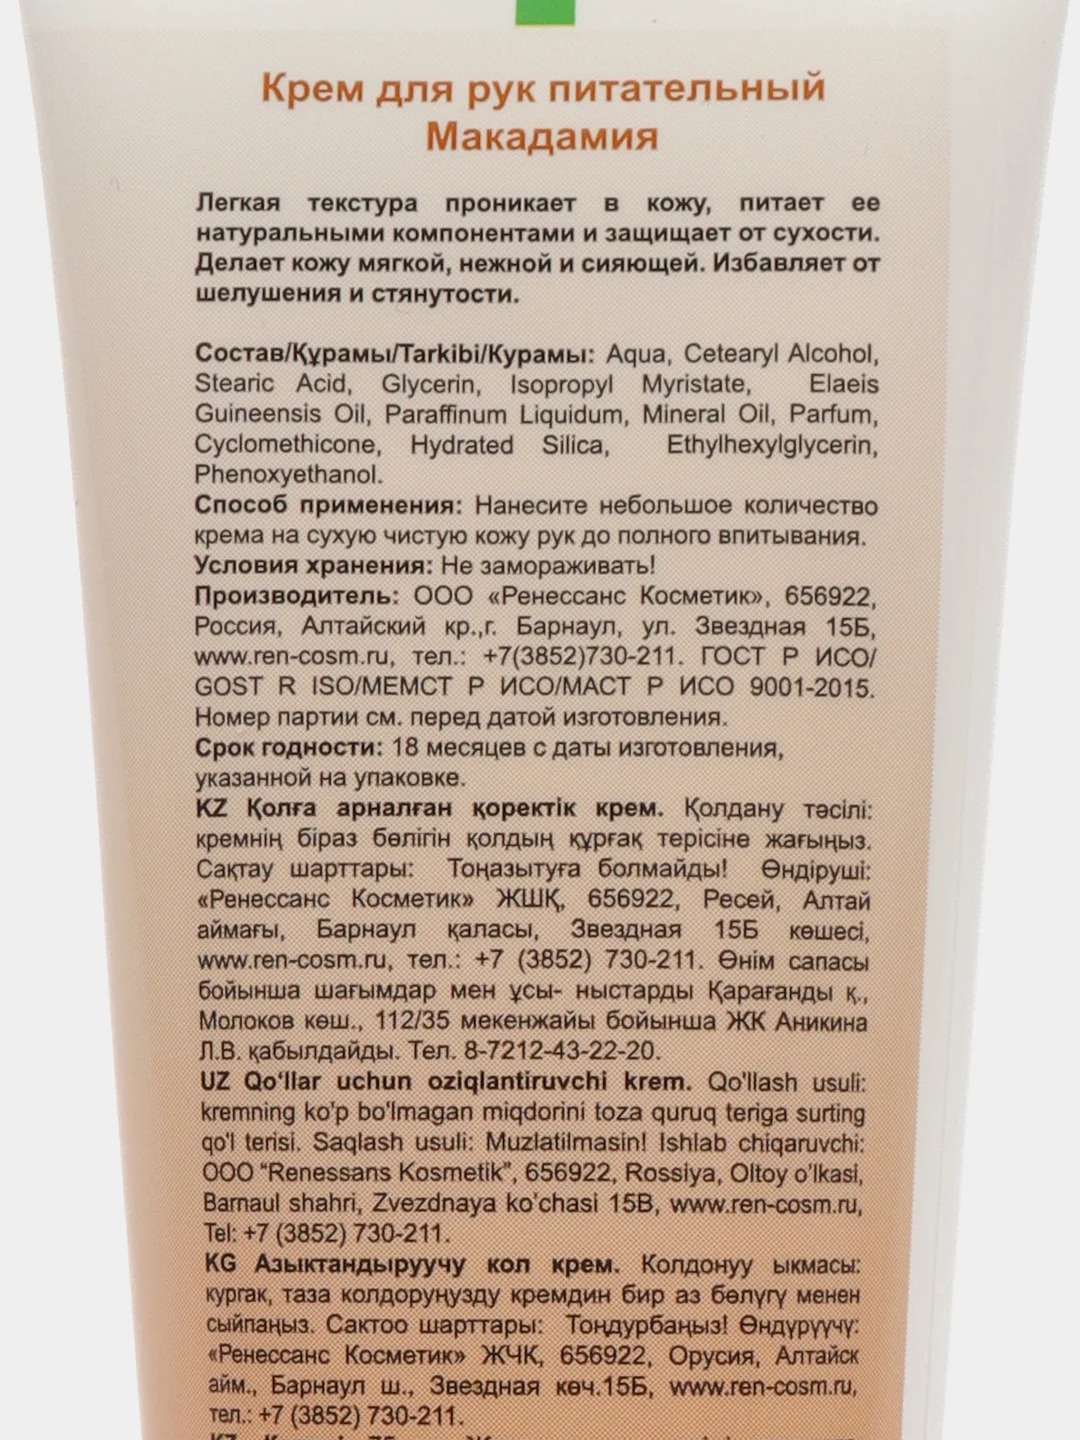 Крем для рук питательный
Макадамия
Легкая текстура проникает в кожу, питает ее
натуральными компонентами и защищает от сухости.
Делает кожу мягкой, нежной и сияющей. Избавляет от
шелушения и стянутости.
Состав/Құрамы/Tarkibi/Курамы: Aqua, Cetearyl Alcohol,
Stearic Acid, Glycerin, Isopropyl Myristate, Elaeis
Guineensis Oil, Paraffinum Liquidum, Mineral Oil, Parfum,
Cyclomethicone, Hydrated Silica, Ethylhexylglycerin,
Phenoxyethanol.
Способ применения: Нанесите небольшое количество
крема на сухую чистую кожу рук до полного впитывания.
Условия хранения: Не замораживать!
Производитель: ООО «Ренессанс Косметик», 656922,
Россия, Алтайский кр.,г. Барнаул, ул. Звездная 15Б,
www.ren-cosm.ru, тел.: +7(3852)730-211. ГОСТ Р ИСО/
GOST R ISO/МЕМСТ Р ИСО/МАСТ Р ИСО 9001-2015.
Номер партии см. перед датой изготовления.
Срок годности: 18 месяцев с даты изготовления,
указанной на упаковке.
KZ Қолға арналған қоректік крем. Қолдану тәсілі:
кремнің біраз бөлігін қолдың құрғақ терісіне жағыңыз.
Сақтау шарттары: Тоңазытуға болмайды! Өндіруші:
«Ренессанс Косметик» ЖШҚ, 656922, Ресей, Алтай
аймағы, Барнаул қаласы, Звездная 15Б көшесі,
www.ren-cosm.ru, тел.: +7 (3852) 730-211. Өнім сапасы
бойынша шағымдар мен ұсы- ныстарды Қарағанды қ.,
Молоков көш., 112/35 мекенжайы бойынша ЖК Аникина
Л.В. қабылдайды. Тел. 8-7212-43-22-20.
UZ Qo‘llar uchun oziqlantiruvchi krem. Qo'llash usuli:
kremning ko'p bo'lmagan miqdorini toza quruq teriga surting
qo'l terisi. Saqlash usuli: Muzlatilmasin! Ishlab chiqaruvchi:
OOO “Renessans Kosmetik”, 656922, Rossiya, Oltoy o’lkasi,
Barnaul shahri, Zvezdnaya ko’chasi 15B, www.ren-cosm.ru,
Tel: +7 (3852) 730-211.
KG Азыктандыруучу кол крем. Колдонуу ыкмасы:
кургак, таза колдоруңузду кремдин бир аз бөлүгү менен
сыйпаңыз. Сактоо шарттары: Тоңдурбаңыз! Өндүрүүчү:
«Ренессанс Косметик» ЖЧК, 656922, Орусия, Алтайск
айм., Барнаул ш., Звездная көч.15Б, www.ren-cosm.ru,
тел.: +7 (3852) 730-211.